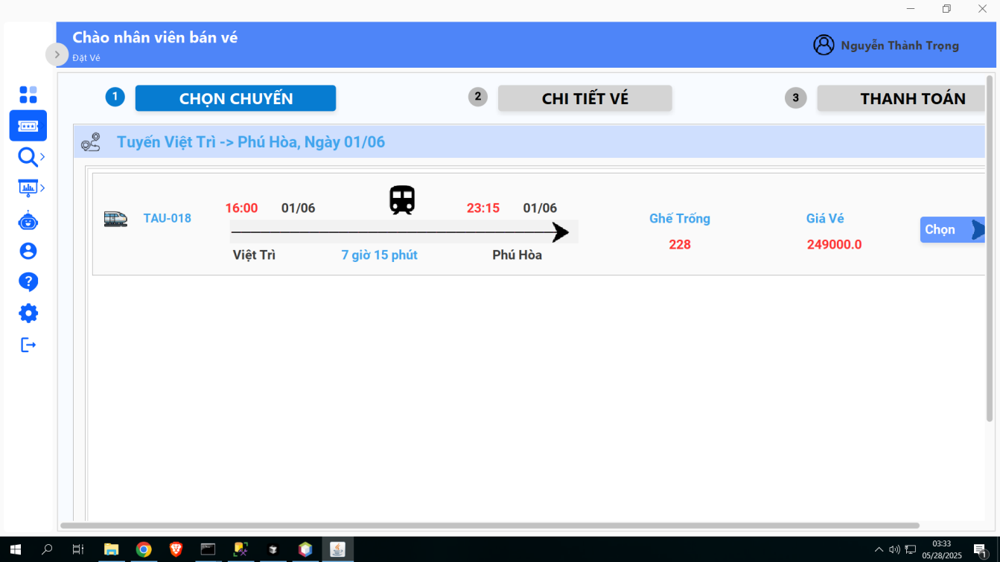 Chào nhân viên bán vé
Đặt Vé
Nguyễn Thành Trọng
1 CHỌN CHUYẾN 2 CHI TIẾT VÉ 3 THANH TOÁN
Tuyến Việt Trì -> Phú Hòa, Ngày 01/06
16:00 01/06 23:15 01/06
TAU-018 Ghế Trống Giá Vé
Chọn
228 249000.0
Việt Trì 7 giờ 15 phút Phú Hòa
03:33
05/28/2025
1